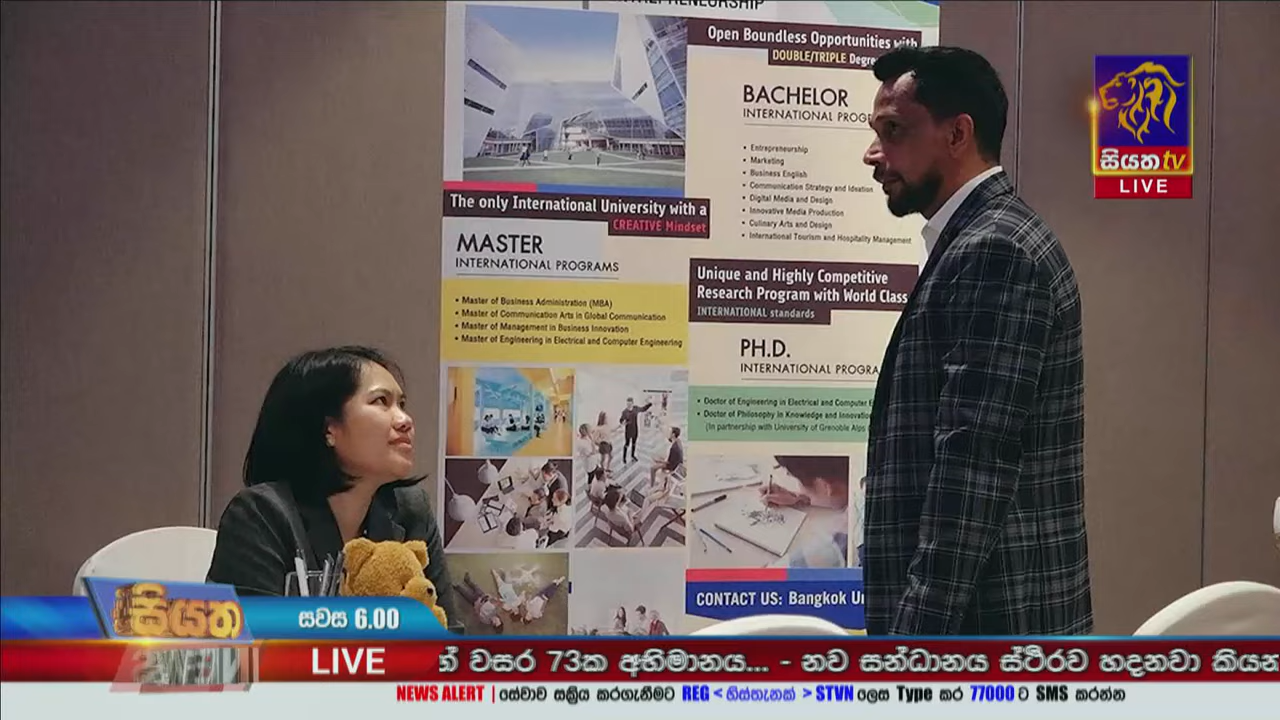 Open Boundless Opportunities with
DOUBLE/TRIPLE Degre
BACHELOR
INTERNATIONAL PROG
• Entrepreneurship
• Marketing
• Business English
• Communication Strategy and Ideation
• Digital Media and Design
• Innovative Media Production
• Culinary Arts and Design
• International Tourism and Hospitality Management
The only International University with a
CREATIVE Mindset
MASTER
INTERNATIONAL PROGRAMS
• Master of Business Administration (MBA)
• Master of Communication Arts in Global Communication
• Master of Management in Business Innovation
• Master of Engineering in Electrical and Computer Engineering
Unique and Highly Competitive
Research Program with World Class
INTERNATIONAL standards
PH.D.
INTERNATIONAL PROGRA
• Doctor of Engineering in Electrical and Computer E
• Doctor of Philosophy in Knowledge and Innovation
(In partnership with University of Grenoble Alps
CONTACT US: Bangkok Un
සියත tv
LIVE
සියත
සවස 6.00
LIVE
න් වසර 73ක අභිමානය... - නව සන්ධානය ස්ථිරව හදනවා කියන
NEWS ALERT | සේවාව සක්‍රිය කරගැනීමට REG < හිස්තැනක් > STVN ලෙස Type කර 77000 ට SMS කරන්න